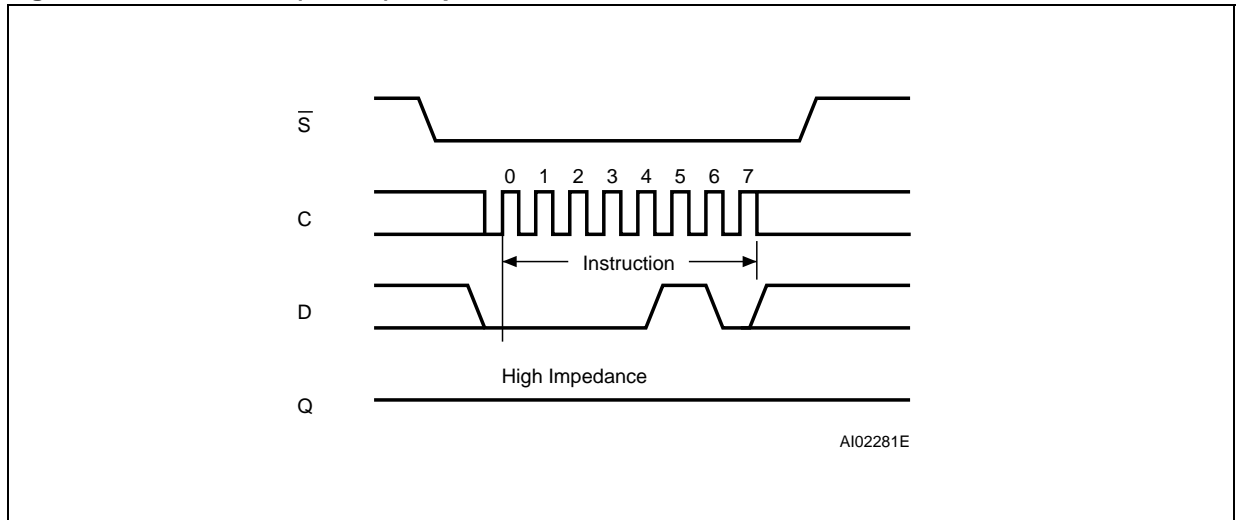 S̅
0 1 2 3 4 5 6 7
C
Instruction
D
High Impedance
Q
AI02281E